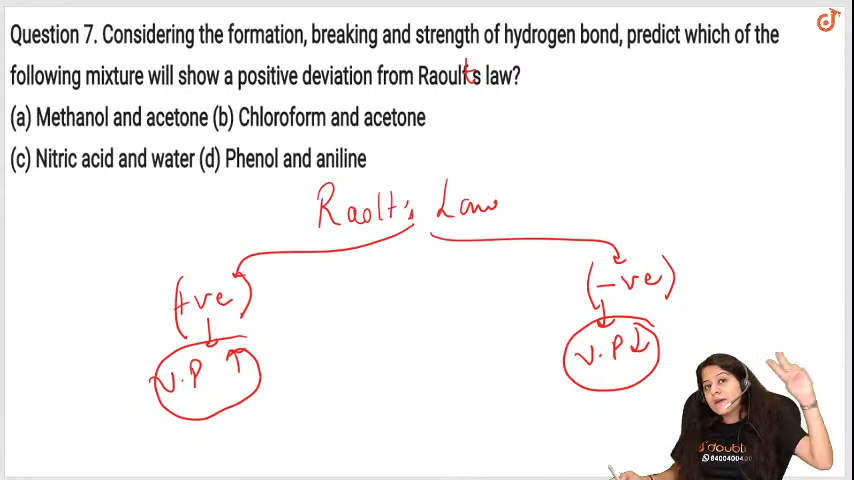 Question 7. Considering the formation, breaking and strength of hydrogen bond, predict which of the
following mixture will show a positive deviation from Raoult's law?
(a) Methanol and acetone (b) Chloroform and acetone
(c) Nitric acid and water (d) Phenol and aniline
Raolt's Law
(+ve) (-ve)
V.P ↑ V.P ↓
doubt
8400400400